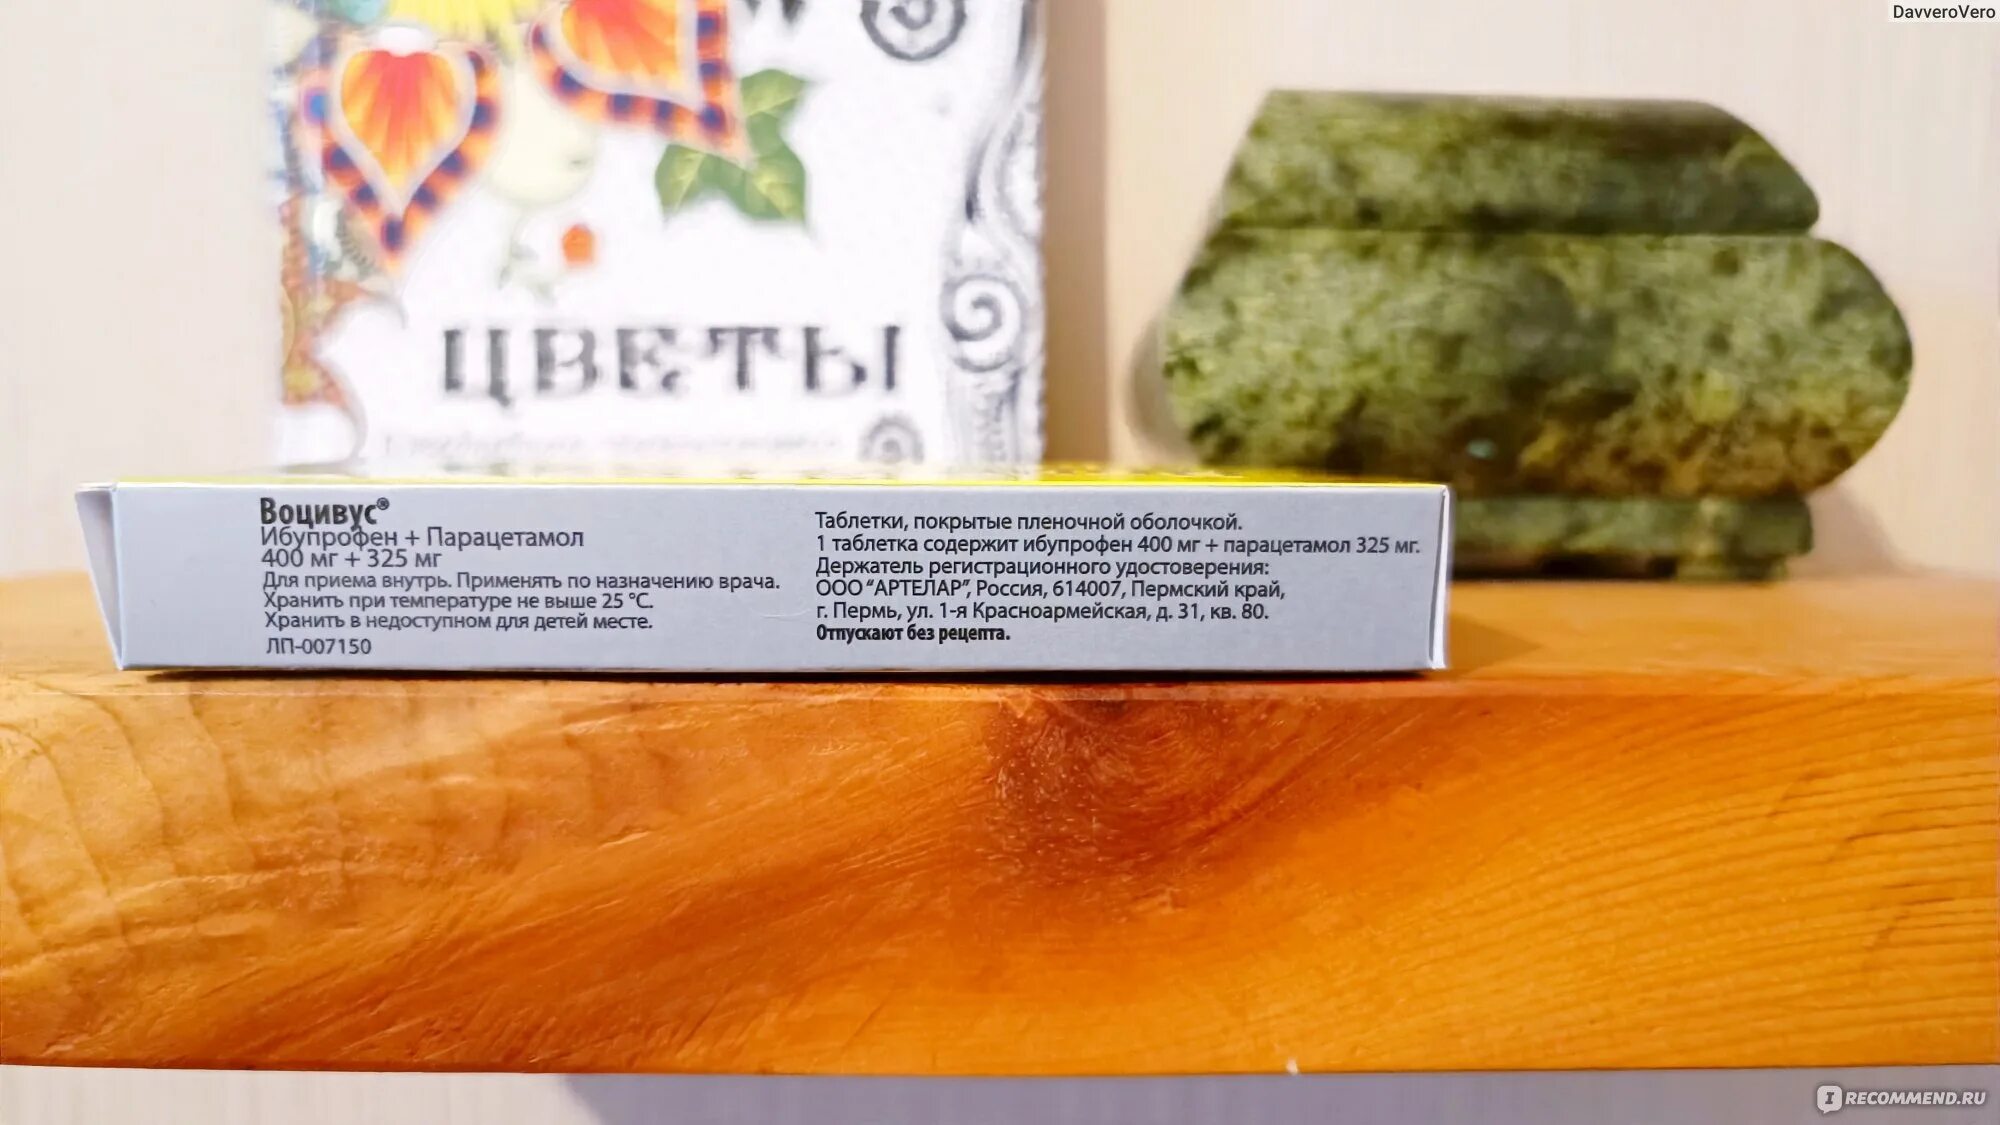 DavveroVero
ЦВЕТЫ
Воцивус®
Ибупрофен + Парацетамол
400 мг + 325 мг
Для приема внутрь. Применять по назначению врача.
Хранить при температуре не выше 25 °С.
Хранить в недоступном для детей месте.
ЛП-007150
Таблетки, покрытые пленочной оболочкой.
1 таблетка содержит ибупрофен 400 мг + парацетамол 325 мг.
Держатель регистрационного удостоверения:
ООО "АРТЕЛАР", Россия, 614007, Пермский край,
г. Пермь, ул. 1-я Красноармейская, д. 31, кв. 80.
Отпускают без рецепта.
I RECOMMEND.RU